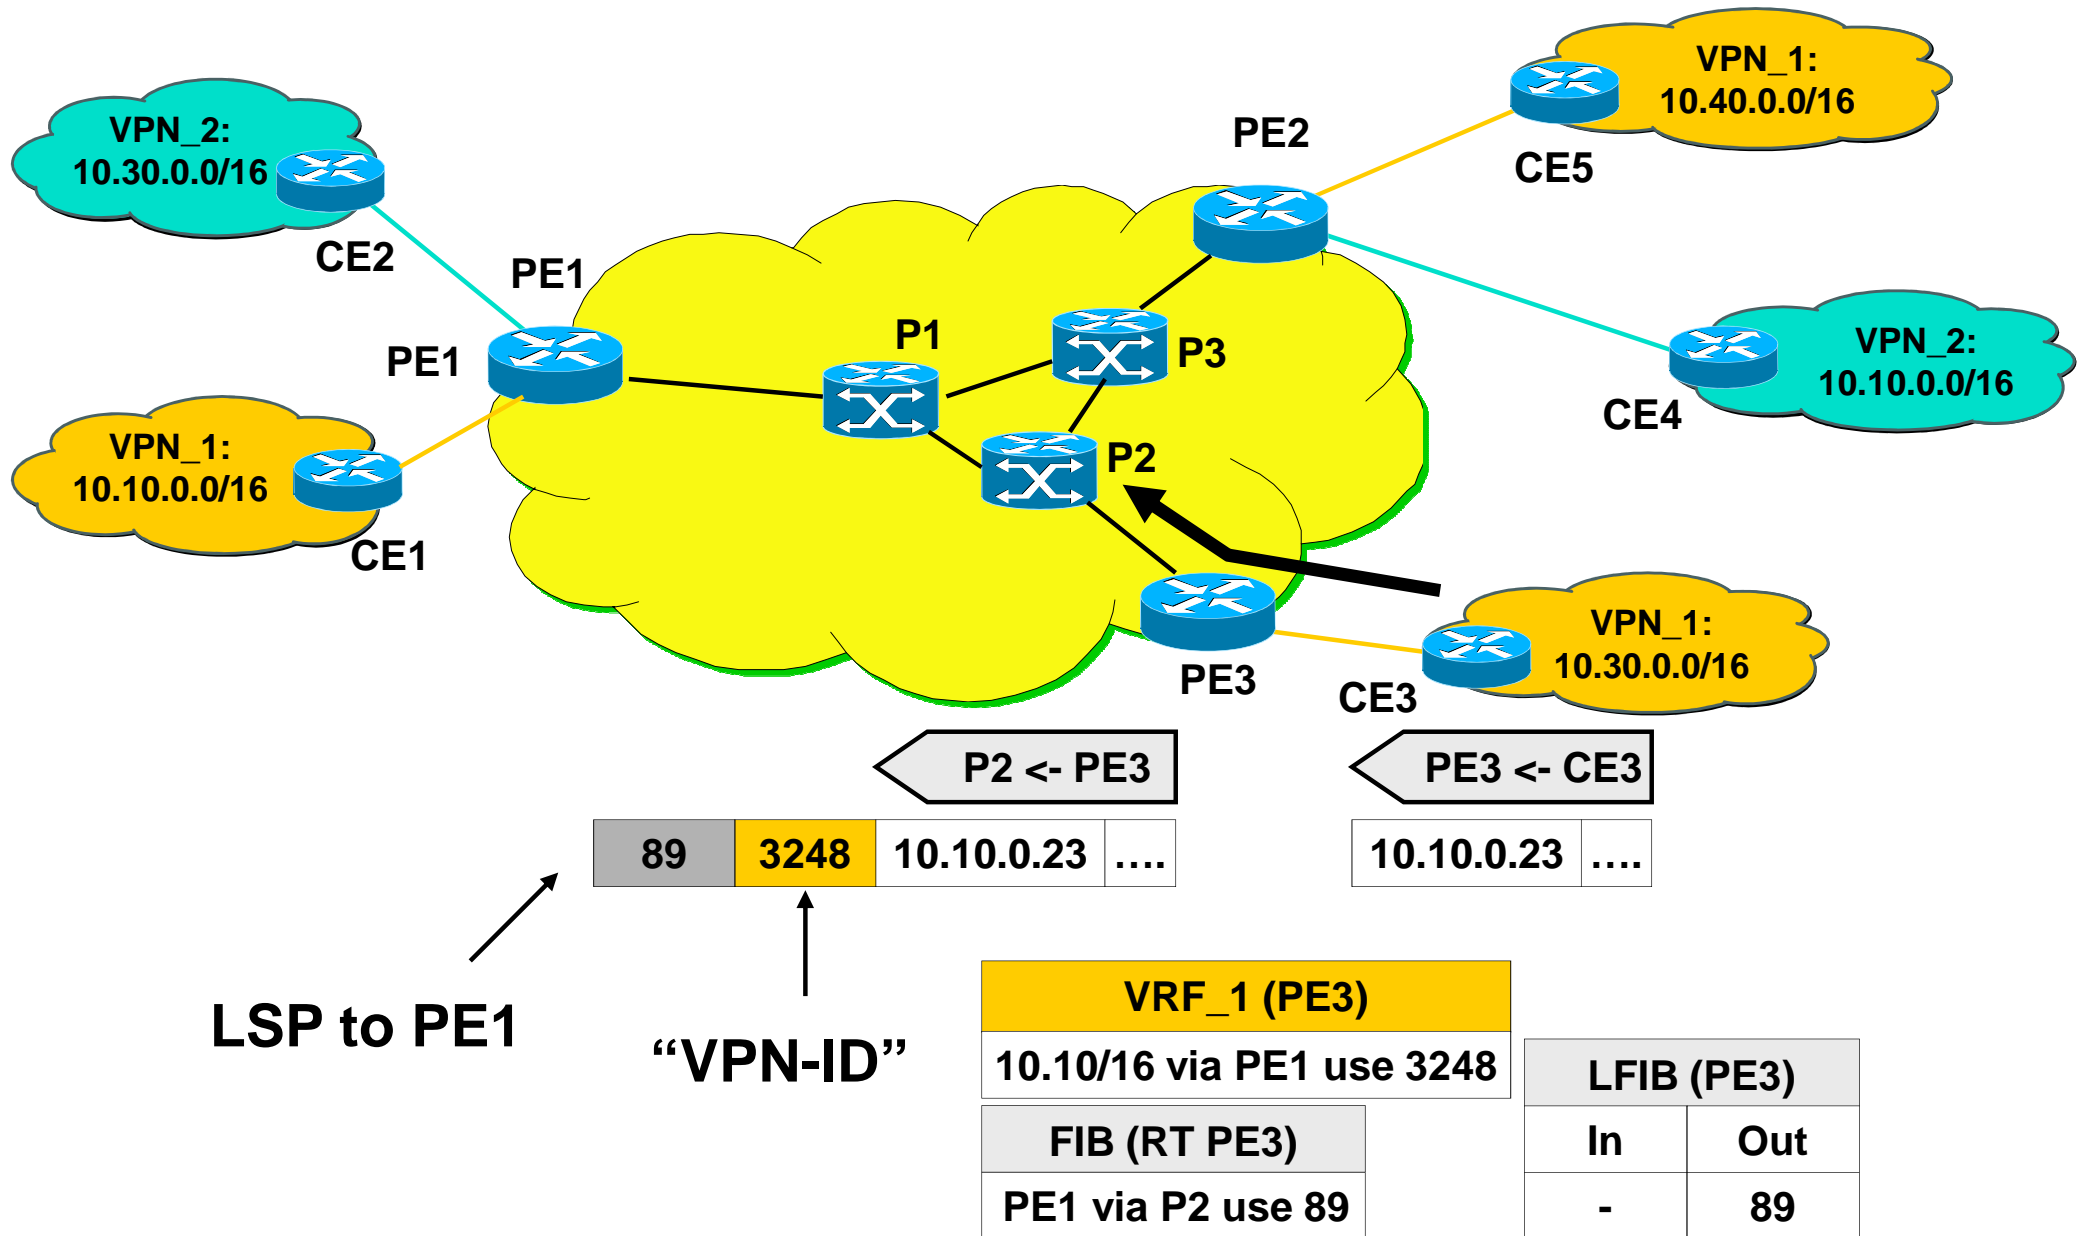 VPN_1:
10.40.0.0/16
VPN_2:
10.30.0.0/16
PE2
CE5
CE2
PE1
P1
PE1
P3
VPN_2:
10.10.0.0/16
CE4
VPN_1:
10.10.0.0/16
P2
CE1
VPN_1:
10.30.0.0/16
PE3
CE3
P2 <- PE3
PE3 <- CE3
89 3248 10.10.0.23 ....
10.10.0.23 ....
LSP to PE1
“VPN-ID”
VRF_1 (PE3)
10.10/16 via PE1 use 3248
FIB (RT PE3)
PE1 via P2 use 89
LFIB (PE3)
In Out
- 89